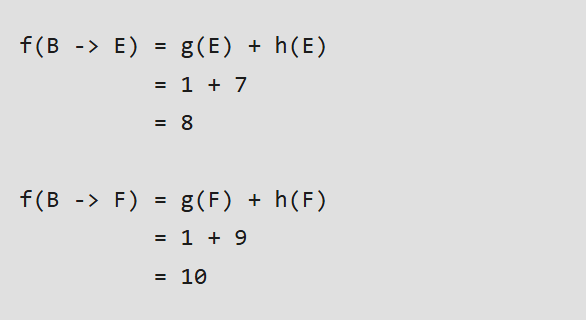 f(B -> E) = g(E) + h(E)
= 1 + 7
= 8
f(B -> F) = g(F) + h(F)
= 1 + 9
= 10